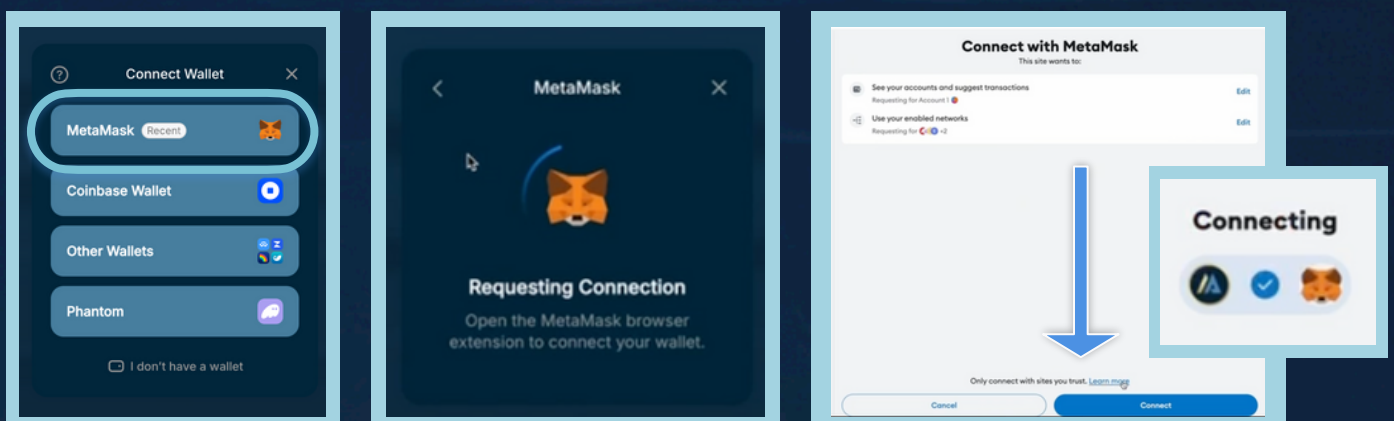 Connect Wallet
MetaMask Recent
Coinbase Wallet
Other Wallets
Phantom
I don't have a wallet
MetaMask
Requesting Connection
Open the MetaMask browser
extension to connect your wallet.
Connect with MetaMask
This site wants to:
See your accounts and suggest transactions
Edit
Requesting for Account 1
Use your enabled networks
Edit
Requesting for +2
Only connect with sites you trust. Learn more
Cancel
Connect
Connecting